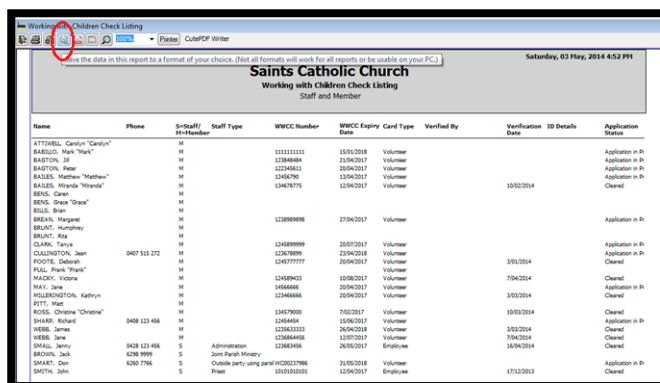 Working with Children Check Listing
100% Printer CutePDF Writer
Save the data in this report to a format of your choice. (Not all formats will work for all reports or be usable on your PC.)
Saturday, 03 May, 2014 4:52 PM
Saints Catholic Church
Working with Children Check Listing
Staff and Member
Name Phone S=Staff/ M=Member Staff Type WWCC Number WWCC Expiry Date Card Type Verified By Verification Date ID Details Application Status
ATTIWELL, Carolyn "Carolyn" M
BABILLO, Mark "Mark" M 1111111111 15/01/2018 Volunteer Application in Pr
BAGTON, Jill M 123848484 21/04/2017 Volunteer Application in Pr
BAGTON, Peter M 122345611 20/04/2017 Volunteer Application in Pr
BAILES, Matthew "Matthew" M 12456790 13/04/2017 Volunteer Application in Pr
BAILES, Miranda "Miranda" M 134678775 12/04/2017 Volunteer 10/02/2014 Cleared
BENS, Caren M
BENS, Grace "Grace" M
BILLS, Brian M
BREAN, Margaret M 1238989898 27/04/2017 Volunteer Application in Pr
BRUNT, Humphrey M
BRUNT, Rita M
CLARK, Tanya M 1245899999 20/07/2017 Volunteer Application in Pr
CULLINGTON, Jean 0407 515 272 M 123678899 23/04/2018 Volunteer Application in Pr
FOOTE, Deborah M 1245777777 20/04/2017 Volunteer 3/01/2014 Cleared
FULL, Frank "Frank" M Volunteer
MACKY, Victoria M 124589433 10/08/2017 Volunteer 7/04/2014 Cleared
MAY, Jane M 14566666 20/04/2017 Volunteer Application in Pr
MILLERINGTON, Kathryn M 123466666 20/04/2017 Volunteer 3/03/2014 Cleared
PITT, Matt M
ROSS, Christine "Christine" M 134579000 7/02/2017 Volunteer 10/03/2014 Cleared
SHARP, Richard 0408 123 456 M 12454454 15/06/2017 Volunteer Application in Pr
WEBB, James M 1235633333 26/04/2018 Volunteer 3/03/2014 Cleared
WEBB, Jane M 1236864456 12/07/2017 Volunteer 7/04/2014 Cleared
SMALL, Jenny 0428 123 456 S Administration 123683456 26/05/2017 Employee 16/04/2014 Cleared
BROWN, Jack 6298 9999 S Joint Parish Ministry
SMART, Don 6260 7766 S Outside party using parish WC00237986 31/05/2018 Volunteer Application in Pr
SMITH, John S Priest 10101010101 12/04/2017 Employee 17/12/2013 Cleared